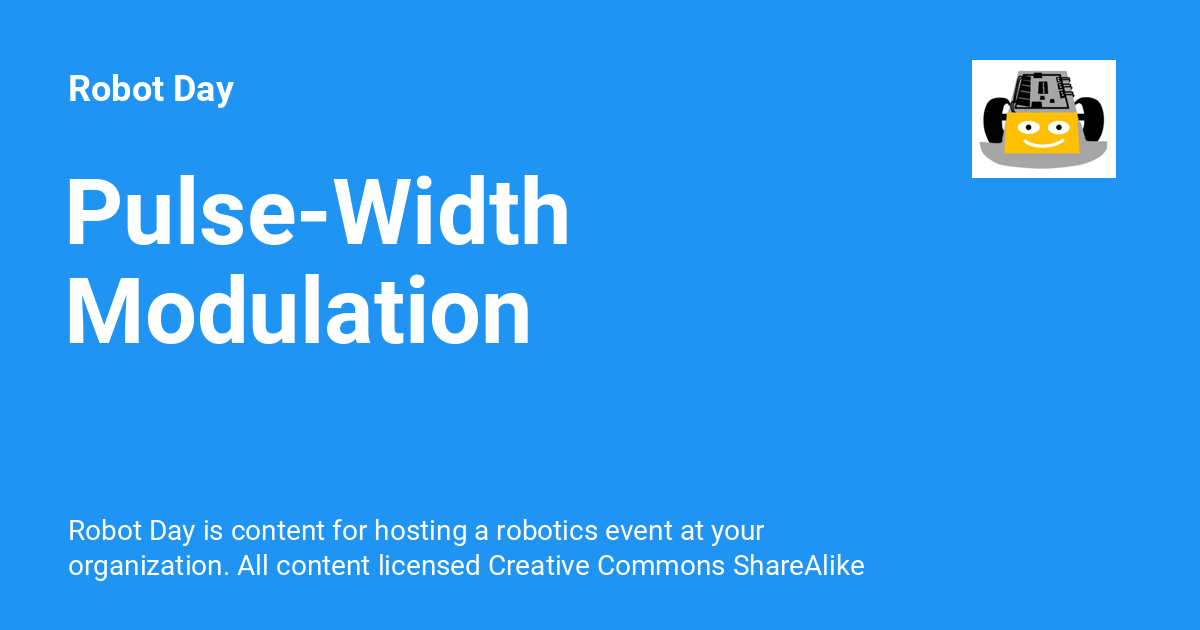 Robot Day
Pulse-Width
Modulation
Robot Day is content for hosting a robotics event at your
organization. All content licensed Creative Commons ShareAlike